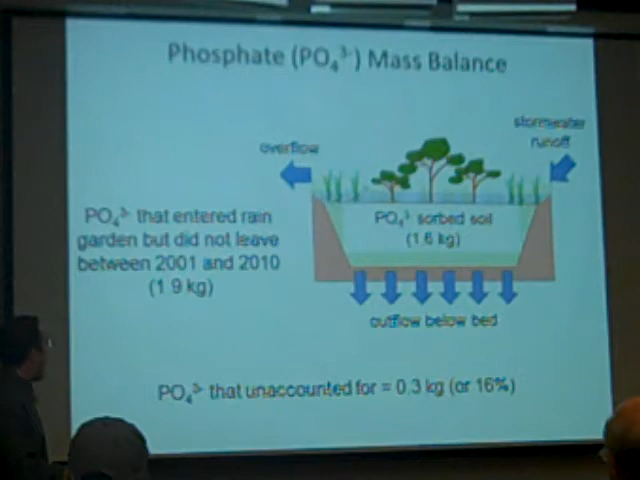 Phosphate (PO₄³⁻) Mass Balance
stormwater
runoff
overflow
PO₄³⁻ that entered rain
garden but did not leave
between 2001 and 2010
(1.9 kg)
PO₄³⁻ sorbed soil
(1.6 kg)
outflow below bed
PO₄³⁻ that unaccounted for = 0.3 kg (or 16%)